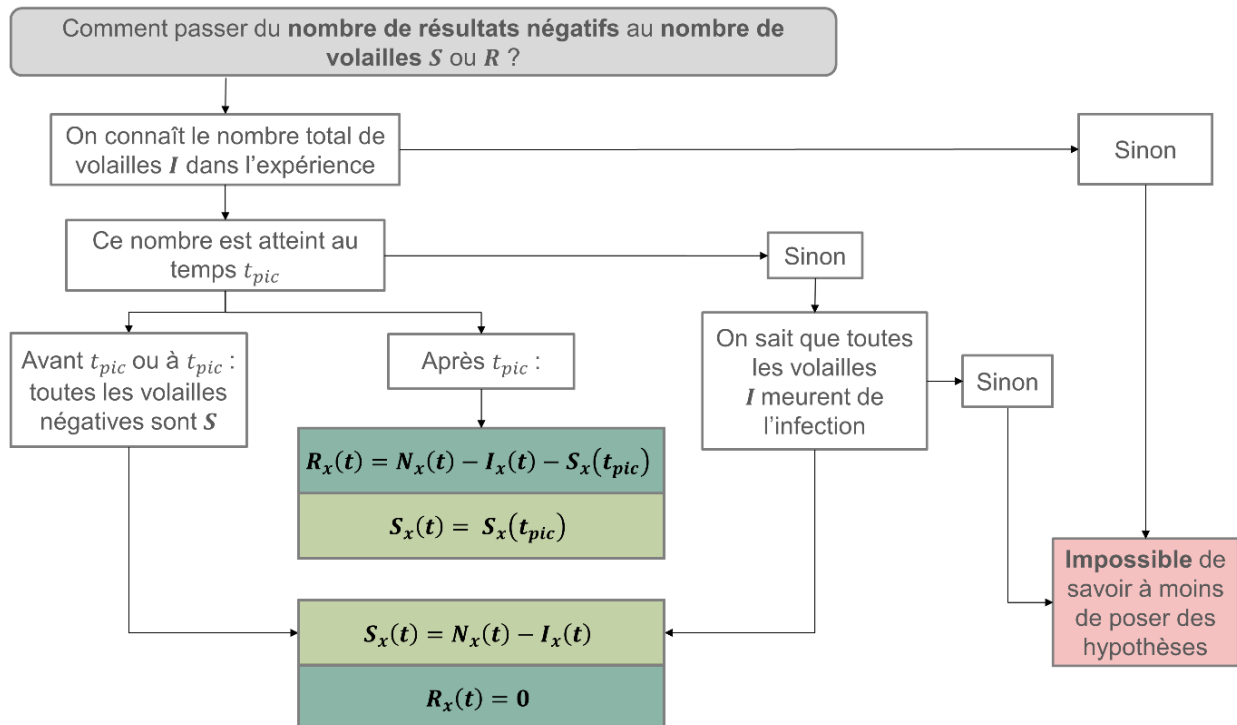 Comment passer du nombre de résultats négatifs au nombre de
volailles S ou R ?
On connaît le nombre total de
volailles I dans l'expérience
Sinon
Ce nombre est atteint au
temps t_pic
Sinon
Avant t_pic ou à t_pic :
toutes les volailles
négatives sont S
Après t_pic :
On sait que toutes
les volailles
I meurent de
l'infection
Sinon
R_x(t) = N_x(t) − I_x(t) − S_x(t_pic)
S_x(t) = S_x(t_pic)
S_x(t) = N_x(t) − I_x(t)
R_x(t) = 0
Impossible de
savoir à moins
de poser des
hypothèses